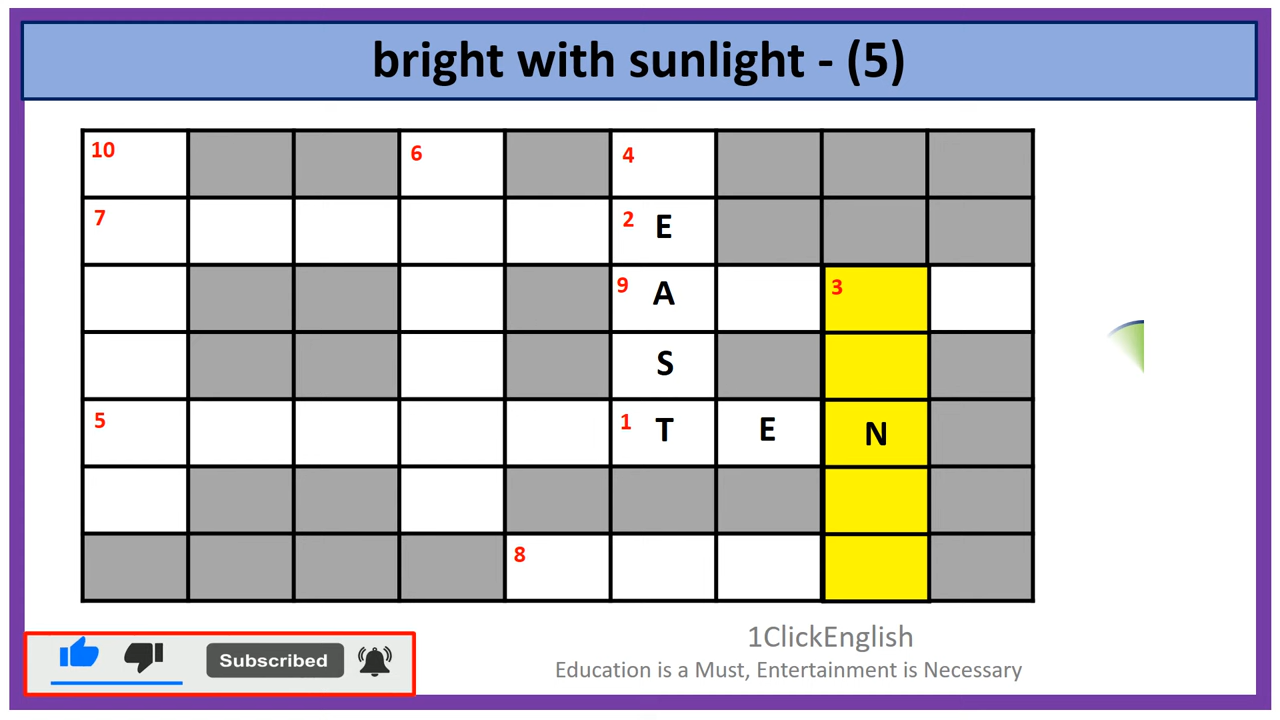 bright with sunlight - (5)
10 6 4
7 2 E
9 A 3
S
5 1 T E N
8
Subscribed
1ClickEnglish
Education is a Must, Entertainment is Necessary